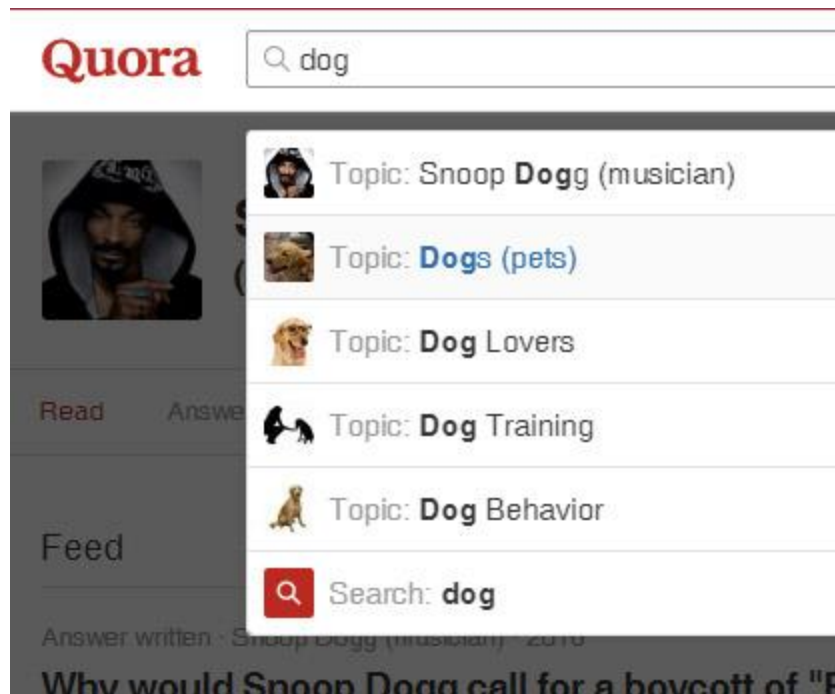 Quora
dog
Topic: Snoop Dogg (musician)
Topic: Dogs (pets)
Topic: Dog Lovers
Read
Topic: Dog Training
Topic: Dog Behavior
Feed
Search: dog
Answer written · Snoop Dogg (musician) · 2016
Why would Snoop Dogg call for a boycott of